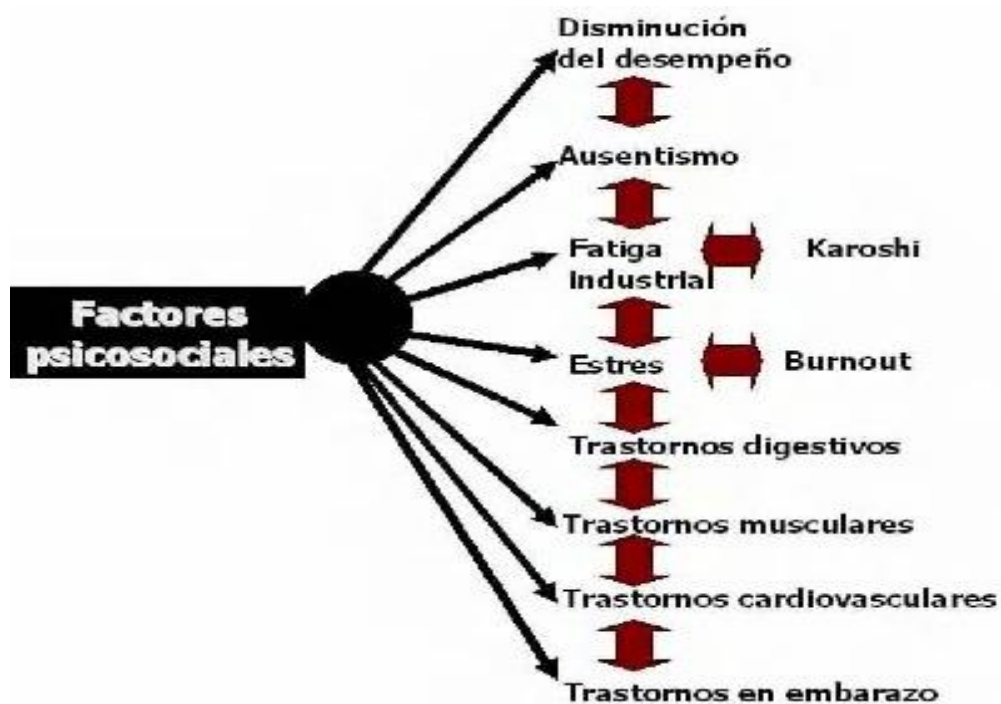 Disminución
del desempeño
Ausentismo
Fatiga
Industrial
Karoshi
Factores
psicosociales
Estres
Burnout
Trastornos digestivos
Trastornos musculares
Trastornos cardiovasculares
Trastornos en embarazo